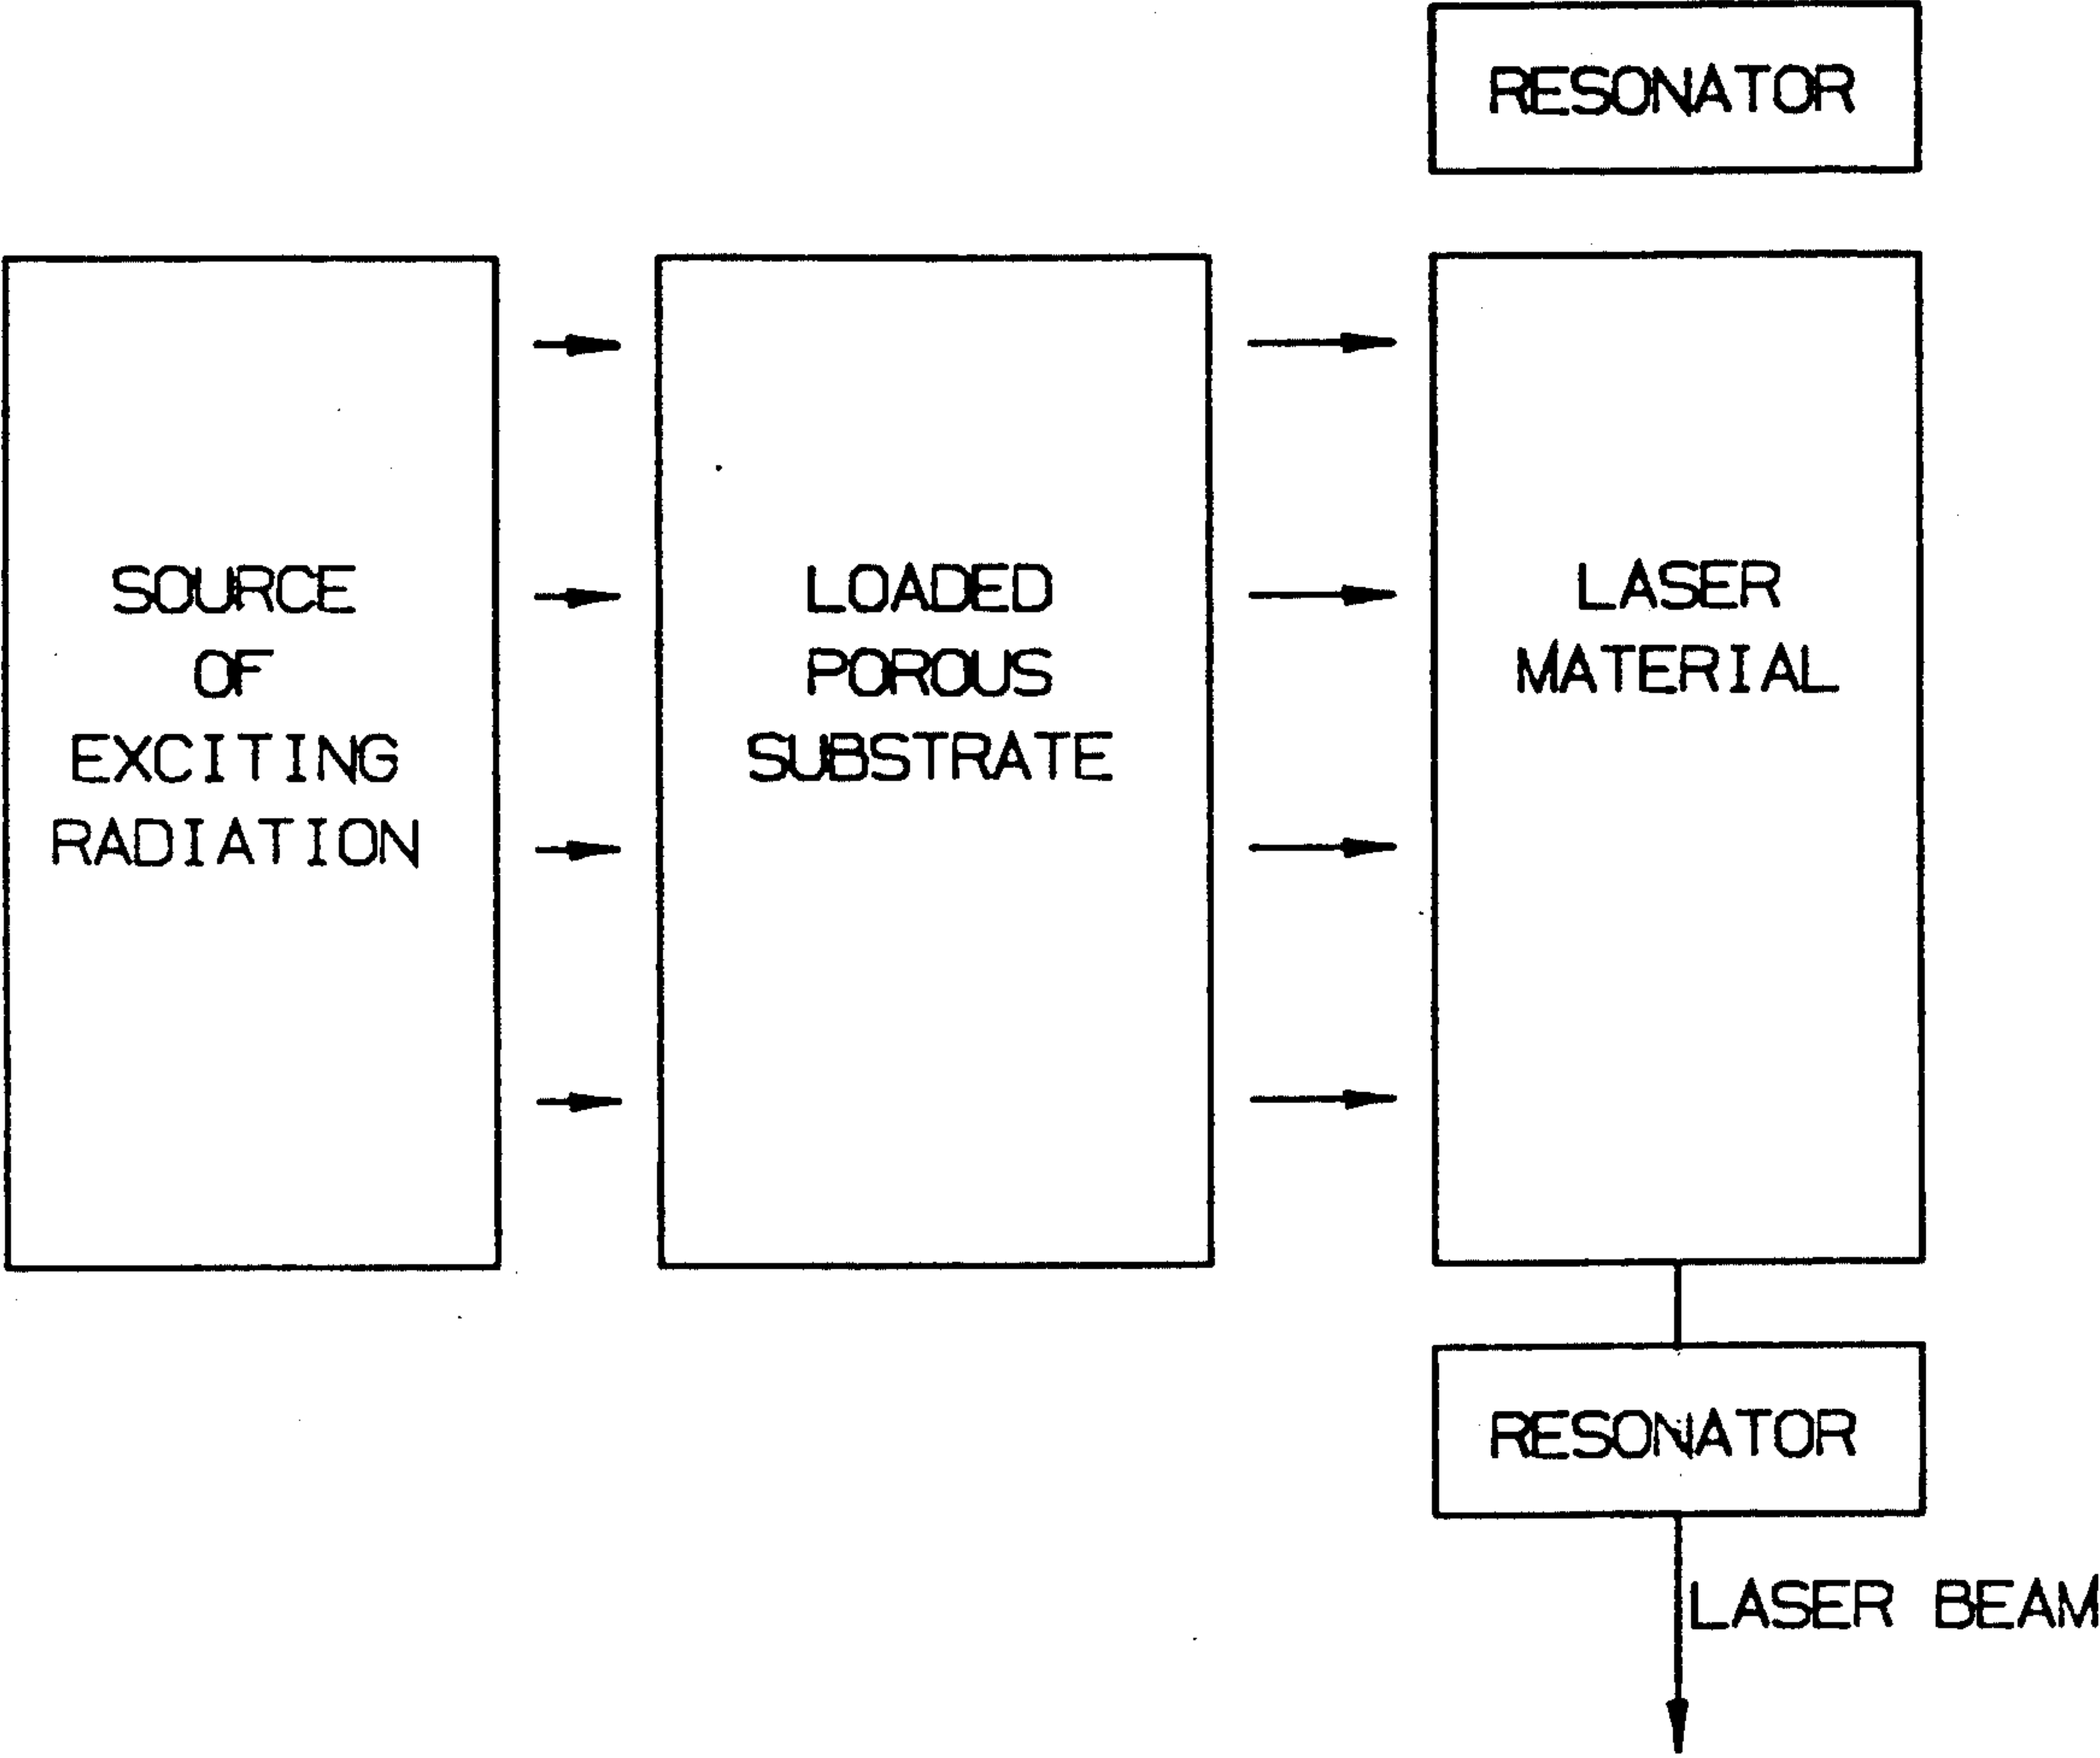 RESONATOR
SOURCE
OF
EXCITING
RADIATION
LOADED
POROUS
SUBSTRATE
LASER
MATERIAL
RESONATOR
LASER BEAM